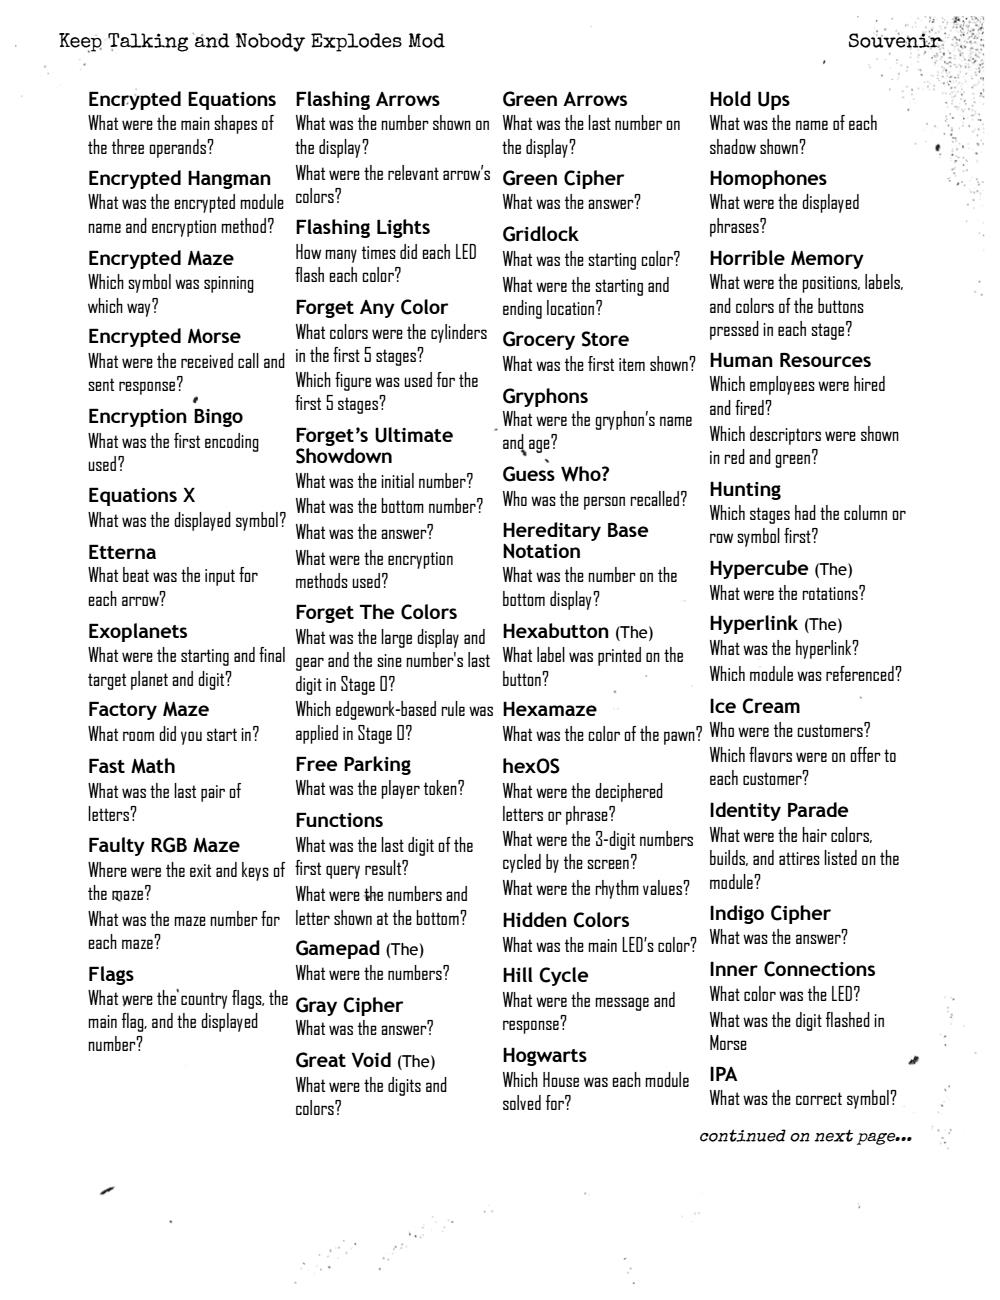 Keep Talking and Nobody Explodes Mod
Souvenir
Encrypted Equations
What were the main shapes of
the three operands?
Encrypted Hangman
What was the encrypted module
name and encryption method?
Encrypted Maze
Which symbol was spinning
which way?
Encrypted Morse
What were the received call and
sent response?
Encryption Bingo
What was the first encoding
used?
Equations X
What was the displayed symbol?
Etterna
What beat was the input for
each arrow?
Exoplanets
What were the starting and final
target planet and digit?
Factory Maze
What room did you start in?
Fast Math
What was the last pair of
letters?
Faulty RGB Maze
Where were the exit and keys of
the maze?
What was the maze number for
each maze?
Flags
What were the country flags, the
main flag, and the displayed
number?
Flashing Arrows
What was the number shown on
the display?
What were the relevant arrow's
colors?
Flashing Lights
How many times did each LED
flash each color?
Forget Any Color
What colors were the cylinders
in the first 5 stages?
Which figure was used for the
first 5 stages?
Forget's Ultimate
Showdown
What was the initial number?
What was the bottom number?
What was the answer?
What were the encryption
methods used?
Forget The Colors
What was the large display and
gear and the sine number's last
digit in Stage 0?
Which edgework-based rule was
applied in Stage 0?
Free Parking
What was the player token?
Functions
What was the last digit of the
first query result?
What were the numbers and
letter shown at the bottom?
Gamepad (The)
What were the numbers?
Gray Cipher
What was the answer?
Great Void (The)
What were the digits and
colors?
Green Arrows
What was the last number on
the display?
Green Cipher
What was the answer?
Gridlock
What was the starting color?
What were the starting and
ending location?
Grocery Store
What was the first item shown?
Gryphons
What were the gryphon's name
and age?
Guess Who?
Who was the person recalled?
Hereditary Base
Notation
What was the number on the
bottom display?
Hexabutton (The)
What label was printed on the
button?
Hexamaze
What was the color of the pawn?
hexOS
What were the deciphered
letters or phrase?
What were the 3-digit numbers
cycled by the screen?
What were the rhythm values?
Hidden Colors
What was the main LED's color?
Hill Cycle
What were the message and
response?
Hogwarts
Which House was each module
solved for?
Hold Ups
What was the name of each
shadow shown?
Homophones
What were the displayed
phrases?
Horrible Memory
What were the positions, labels,
and colors of the buttons
pressed in each stage?
Human Resources
Which employees were hired
and fired?
Which descriptors were shown
in red and green?
Hunting
Which stages had the column or
row symbol first?
Hypercube (The)
What were the rotations?
Hyperlink (The)
What was the hyperlink?
Which module was referenced?
Ice Cream
Who were the customers?
Which flavors were on offer to
each customer?
Identity Parade
What were the hair colors,
builds, and attires listed on the
module?
Indigo Cipher
What was the answer?
Inner Connections
What color was the LED?
What was the digit flashed in
Morse
IPA
What was the correct symbol?
continued on next page...